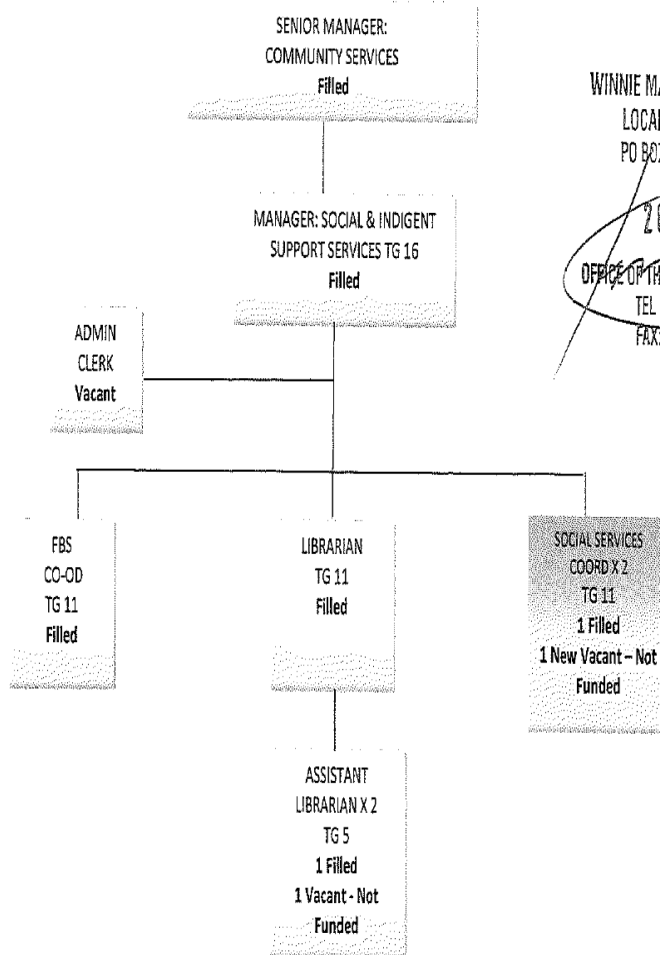 SENIOR MANAGER:
COMMUNITY SERVICES
Filled
WINNIE
LOCAL
PO BOX
MANAGER: SOCIAL & INDIGENT
SUPPORT SERVICES TG 16
Filled
OFFICE OF TH
TEL
FAX:
ADMIN
CLERK
Vacant
FBS
CO-OD
TG 11
Filled
LIBRARIAN
TG 11
Filled
SOCIAL SERVICES
COORD X 2
TG 11
1 Filled
1 New Vacant – Not
Funded
ASSISTANT
LIBRARIAN X 2
TG 5
1 Filled
1 Vacant - Not
Funded